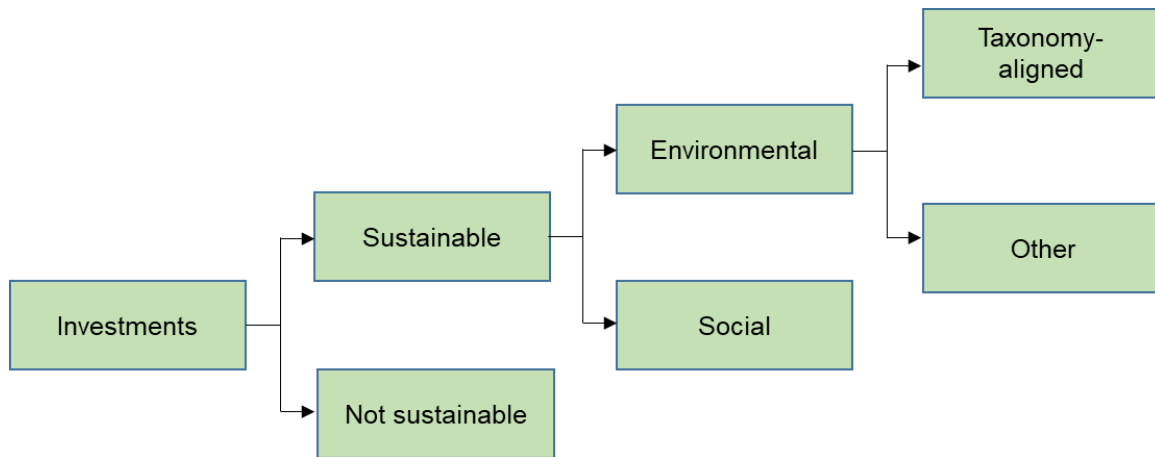 Taxonomy-
aligned
Environmental
Sustainable
Other
Investments
Social
Not sustainable